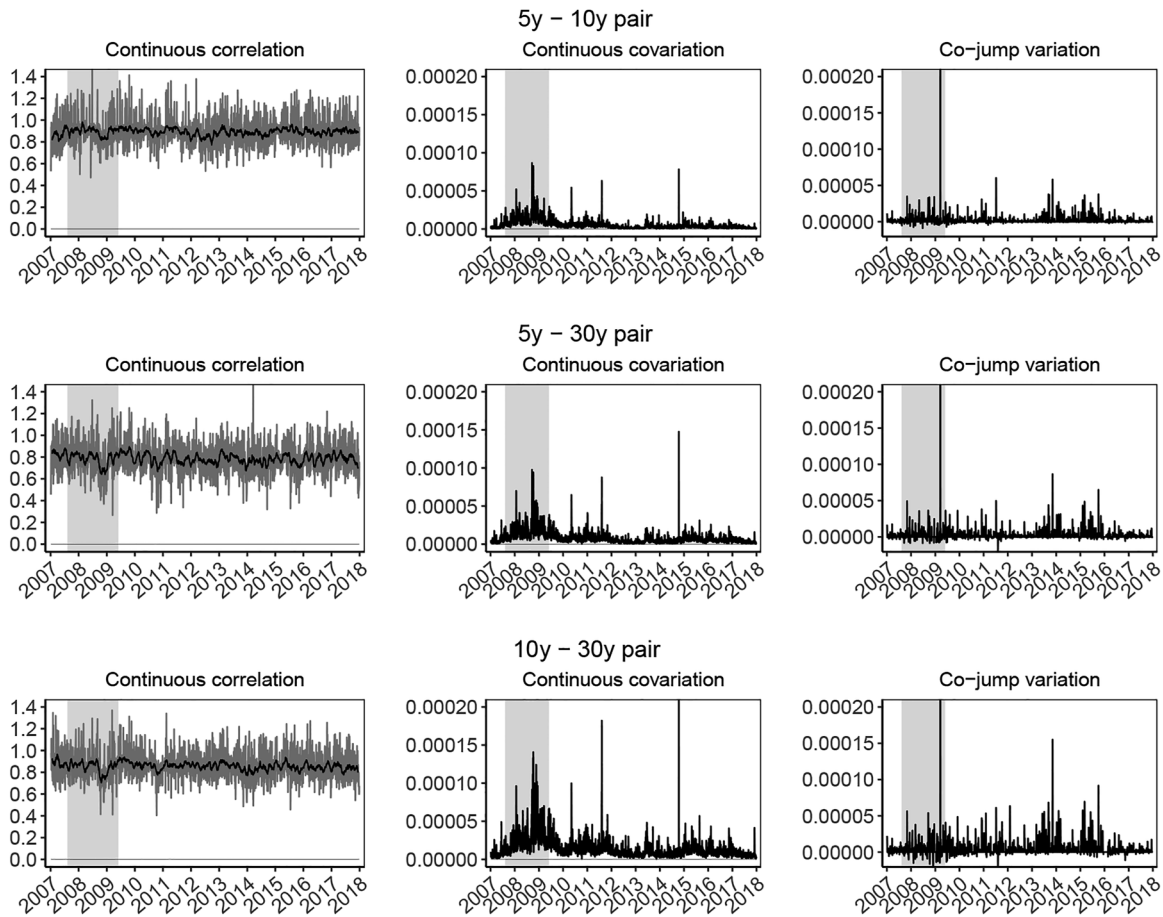 5y − 10y pair
Continuous correlation
Continuous covariation
Co−jump variation
1.4
1.2
1.0
0.8
0.6
0.4
0.2
0.0
2007 2008 2009 2010 2011 2012 2013 2014 2015 2016 2017 2018
0.00020
0.00015
0.00010
0.00005
0.00000
2007 2008 2009 2010 2011 2012 2013 2014 2015 2016 2017 2018
0.00020
0.00015
0.00010
0.00005
0.00000
2007 2008 2009 2010 2011 2012 2013 2014 2015 2016 2017 2018
5y − 30y pair
Continuous correlation
Continuous covariation
Co−jump variation
1.4
1.2
1.0
0.8
0.6
0.4
0.2
0.0
2007 2008 2009 2010 2011 2012 2013 2014 2015 2016 2017 2018
0.00020
0.00015
0.00010
0.00005
0.00000
2007 2008 2009 2010 2011 2012 2013 2014 2015 2016 2017 2018
0.00020
0.00015
0.00010
0.00005
0.00000
2007 2008 2009 2010 2011 2012 2013 2014 2015 2016 2017 2018
10y − 30y pair
Continuous correlation
Continuous covariation
Co−jump variation
1.4
1.2
1.0
0.8
0.6
0.4
0.2
0.0
2007 2008 2009 2010 2011 2012 2013 2014 2015 2016 2017 2018
0.00020
0.00015
0.00010
0.00005
0.00000
2007 2008 2009 2010 2011 2012 2013 2014 2015 2016 2017 2018
0.00020
0.00015
0.00010
0.00005
0.00000
2007 2008 2009 2010 2011 2012 2013 2014 2015 2016 2017 2018